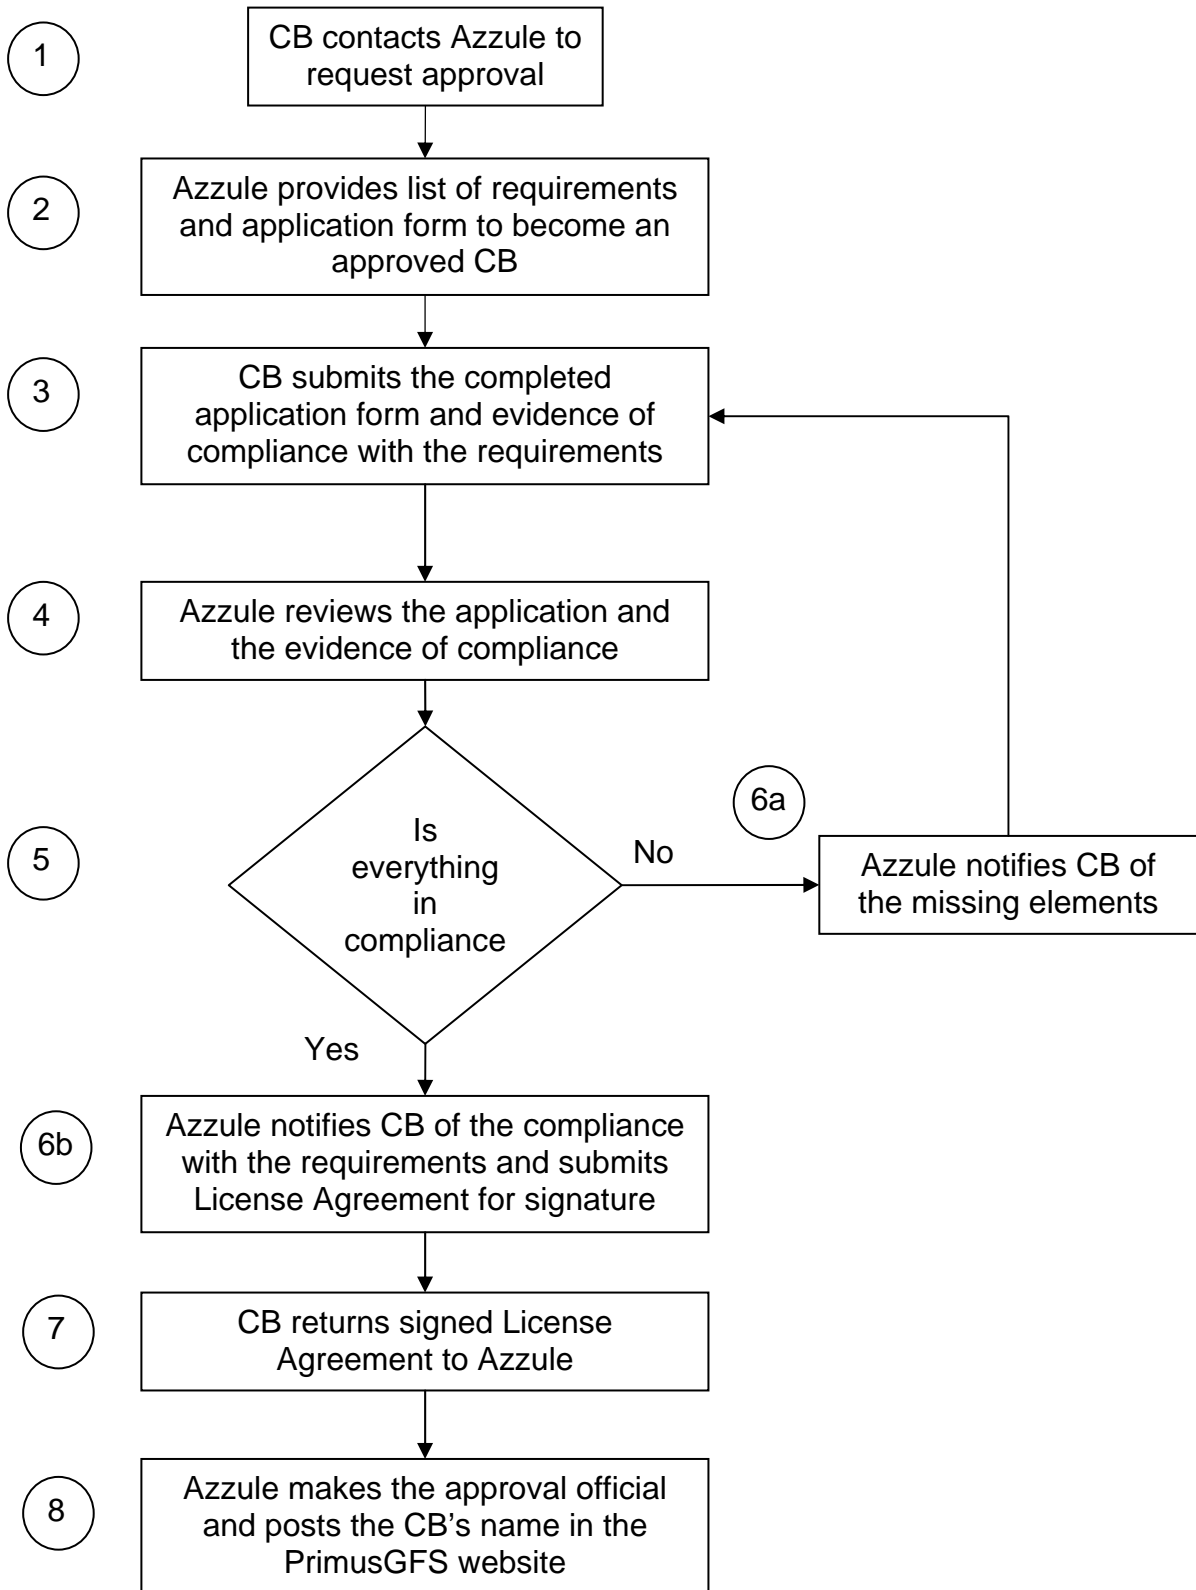 1
CB contacts Azzule to
request approval
2
Azzule provides list of requirements
and application form to become an
approved CB
3
CB submits the completed
application form and evidence of
compliance with the requirements
4
Azzule reviews the application and
the evidence of compliance
5
Is
everything
in
compliance
No
6a
Azzule notifies CB of
the missing elements
Yes
6b
Azzule notifies CB of the compliance
with the requirements and submits
License Agreement for signature
7
CB returns signed License
Agreement to Azzule
8
Azzule makes the approval official
and posts the CB's name in the
PrimusGFS website